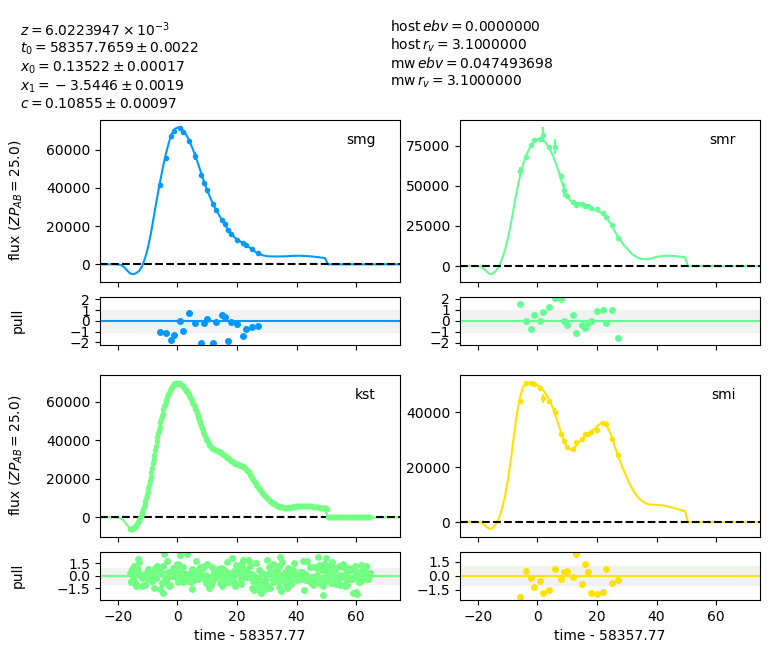 z = 6.0223947 × 10⁻³
t₀ = 58357.7659 ± 0.0022
x₀ = 0.13522 ± 0.00017
x₁ = −3.5446 ± 0.0019
c = 0.10855 ± 0.00097
host ebv = 0.0000000
host r_v = 3.1000000
mw ebv = 0.047493698
mw r_v = 3.1000000
smg
flux (ZP_AB = 25.0)
60000
40000
20000
0
smr
75000
50000
25000
0
pull
2
1
0
−1
−2
2
1
0
−1
−2
kst
flux (ZP_AB = 25.0)
60000
40000
20000
0
smi
40000
20000
0
pull
1.5
0.0
−1.5
1.5
0.0
−1.5
−20 0 20 40 60
−20 0 20 40 60
time - 58357.77
time - 58357.77